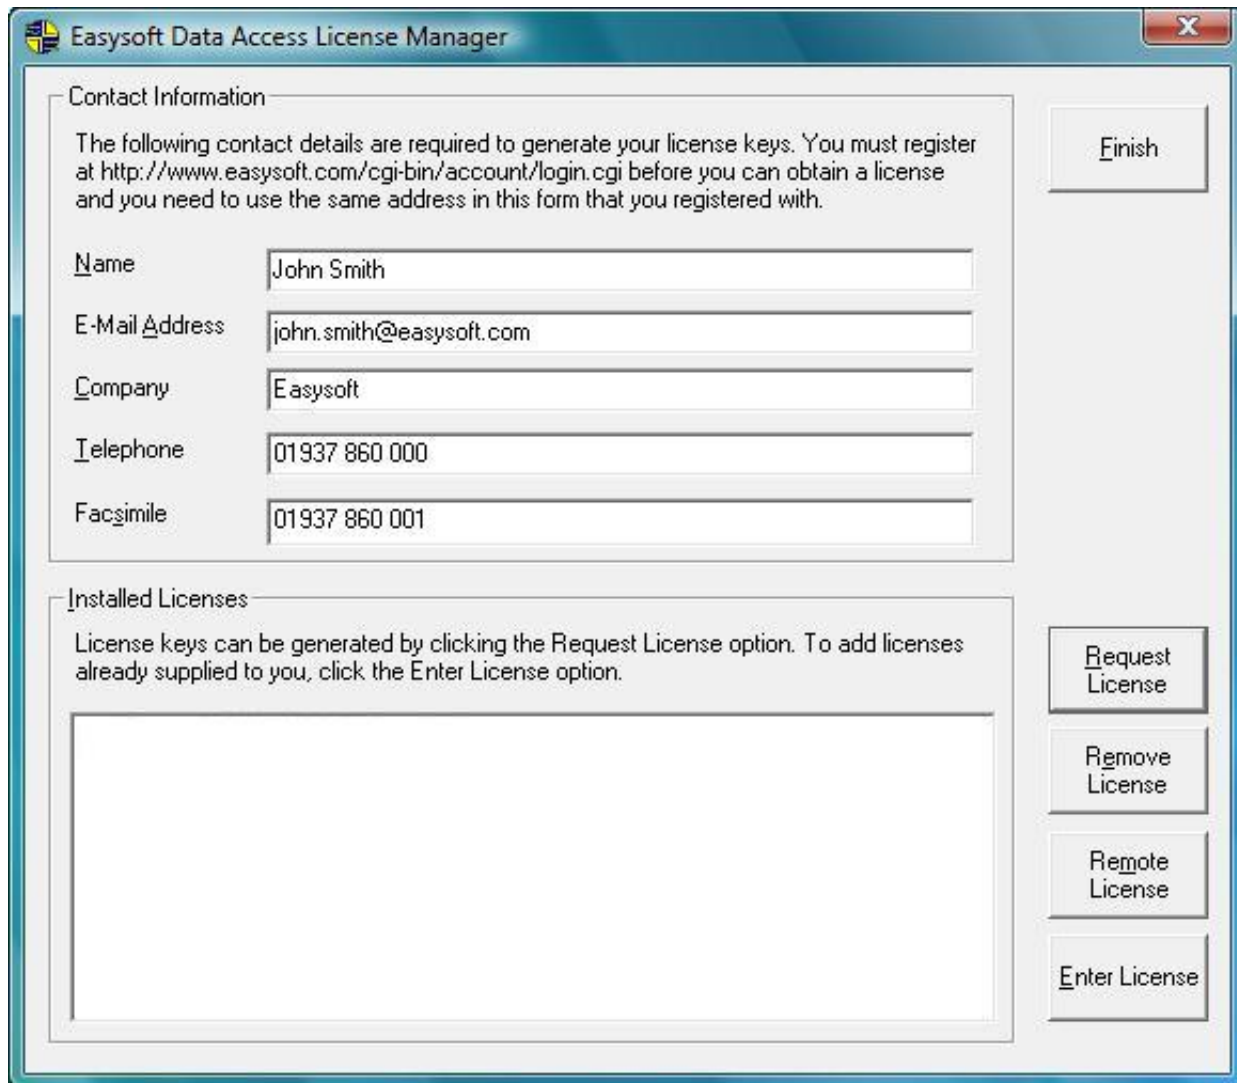 Easysoft Data Access License Manager
X
Contact Information
The following contact details are required to generate your license keys. You must register
at http://www.easysoft.com/cgi-bin/account/login.cgi before you can obtain a license
and you need to use the same address in this form that you registered with.
Finish
Name
John Smith
E-Mail Address
john.smith@easysoft.com
Company
Easysoft
Telephone
01937 860 000
Facsimile
01937 860 001
Installed Licenses
License keys can be generated by clicking the Request License option. To add licenses
already supplied to you, click the Enter License option.
Request
License
Remove
License
Remote
License
Enter License